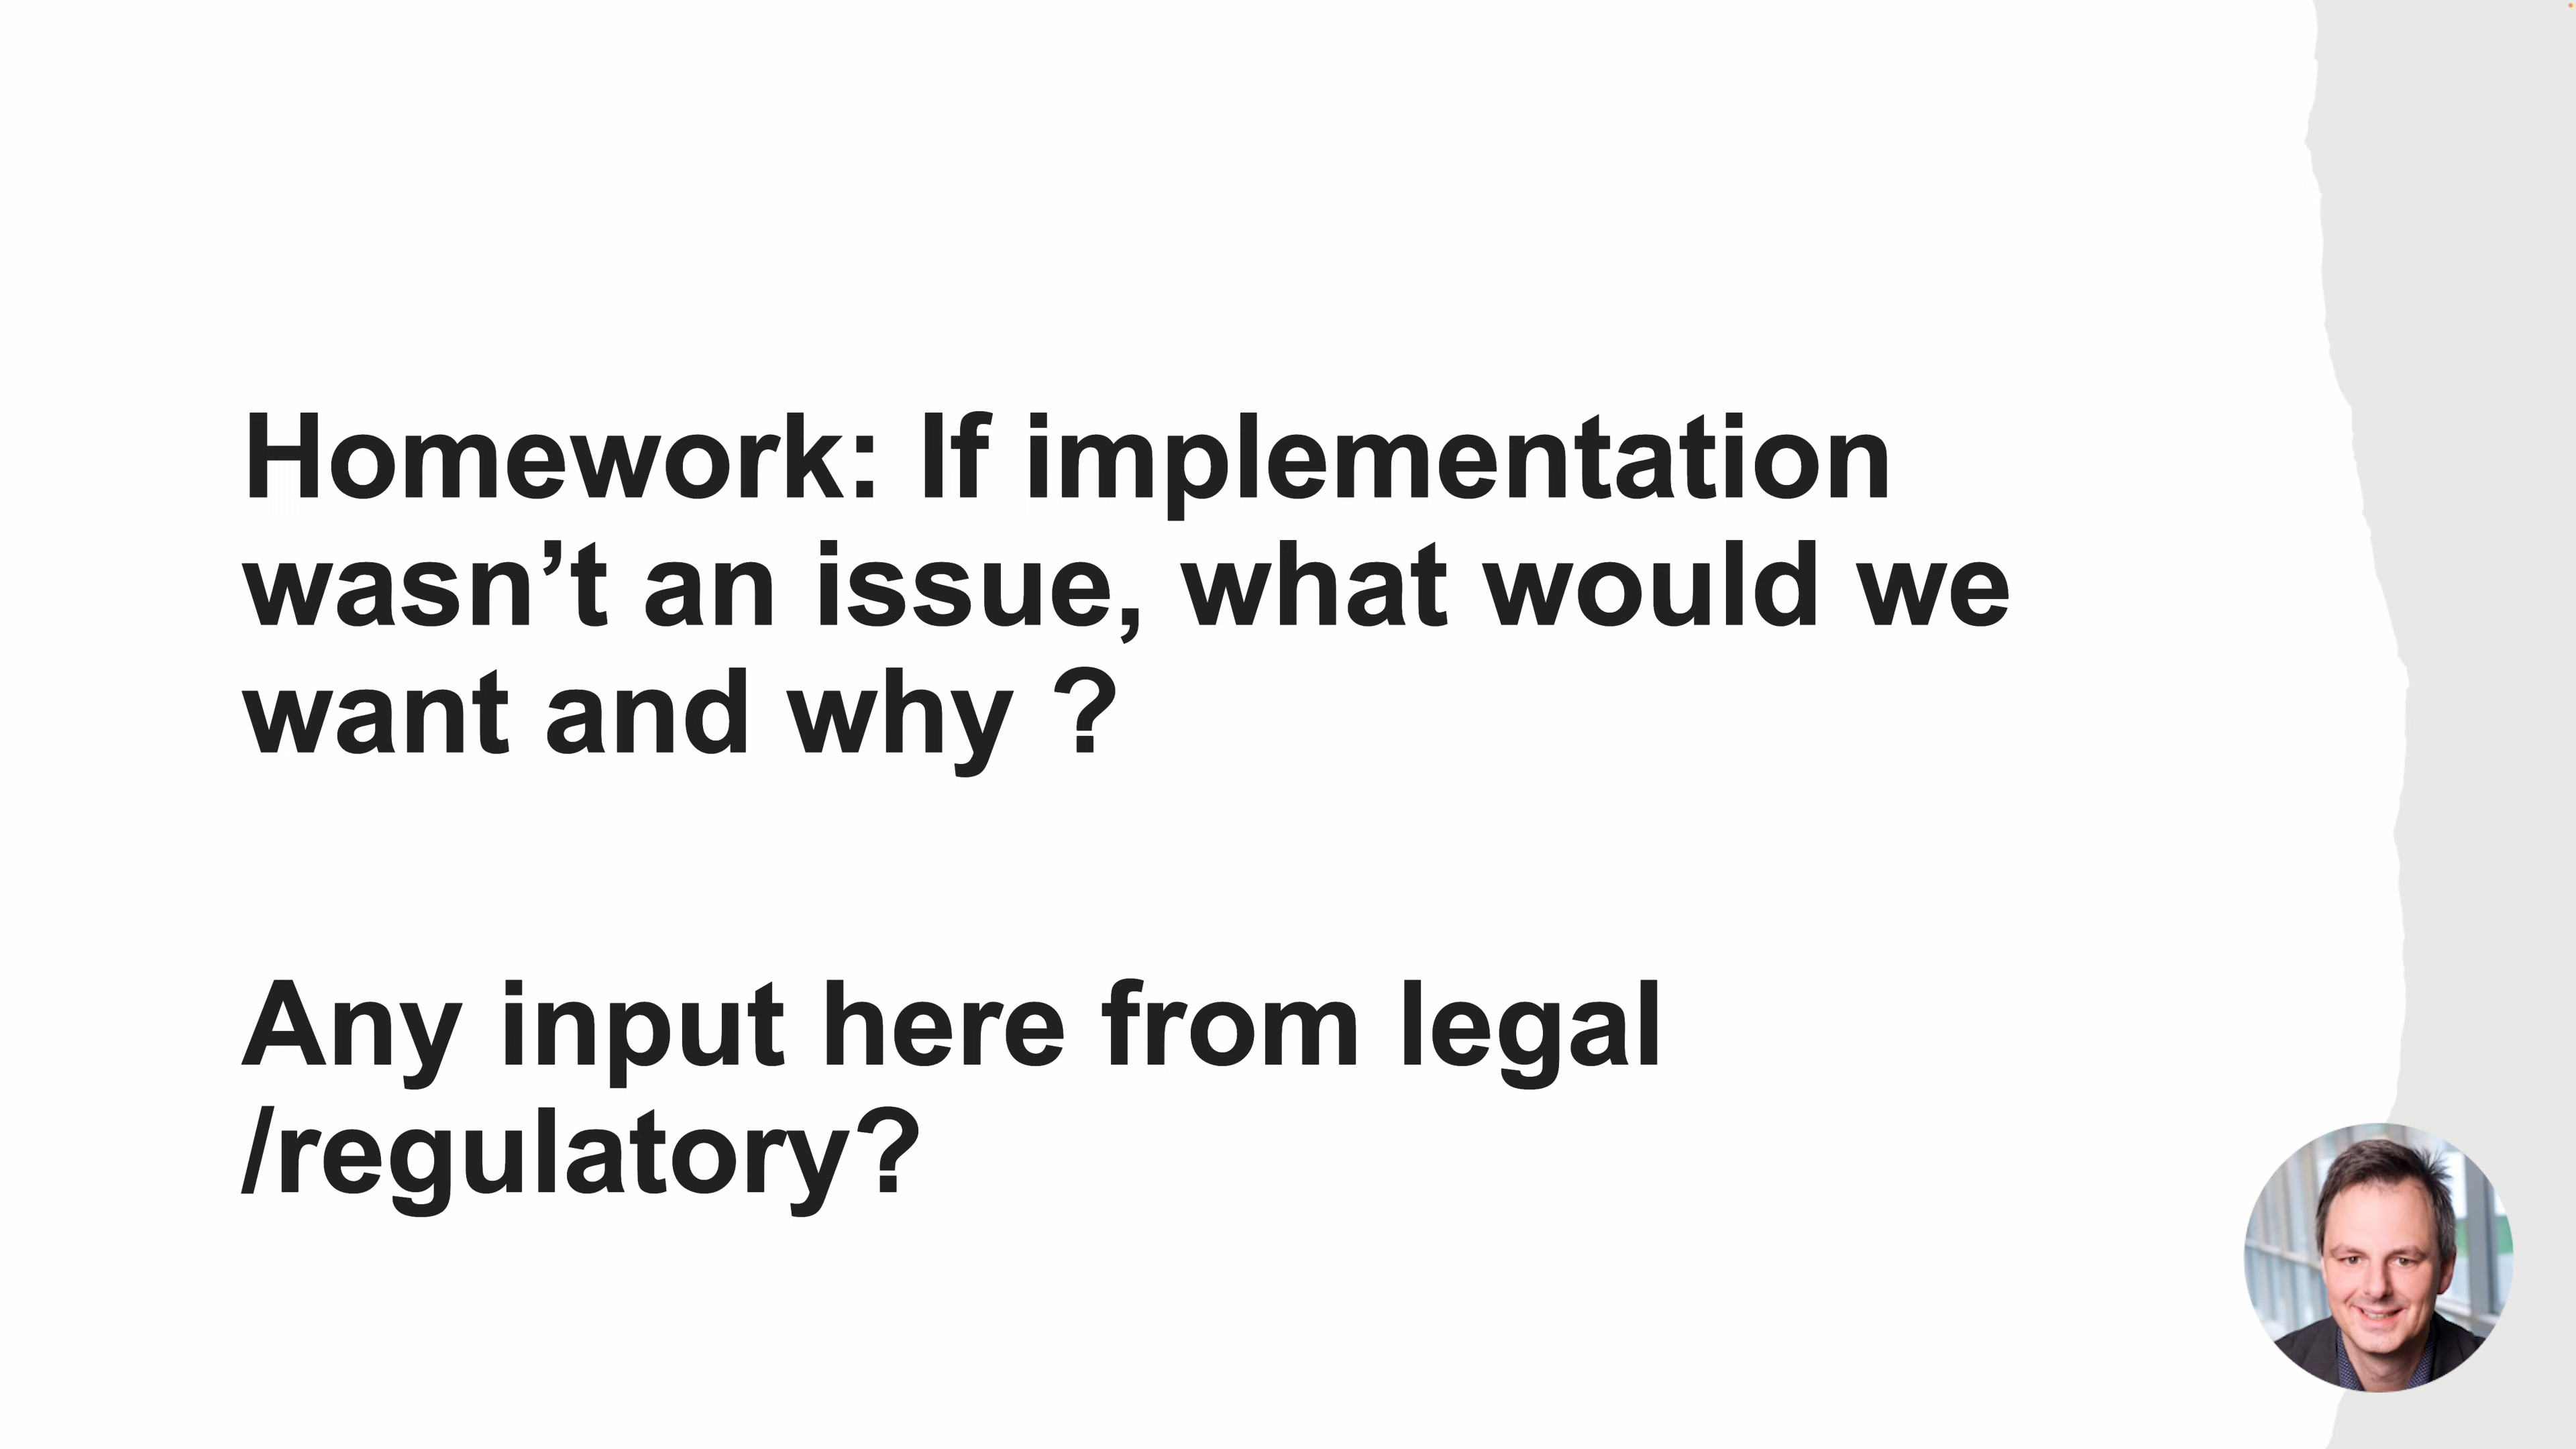 Homework: If implementation
wasn’t an issue, what would we
want and why ?
Any input here from legal
/regulatory?